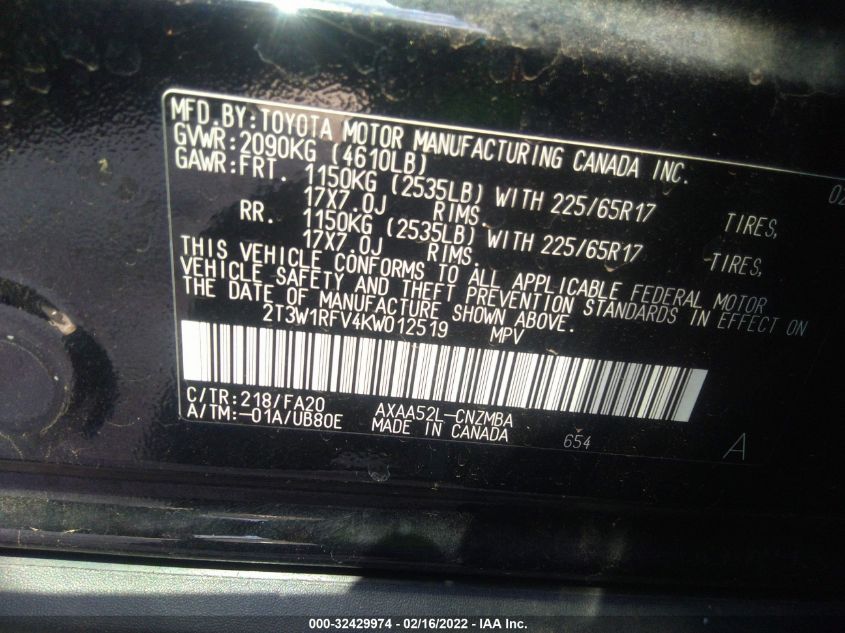 MFD.BY:TOYOTA MOTOR MANUFACTURING CANADA INC.
02
GVWR:2090KG (4610LB)
GAWR:FRT. 1150KG (2535LB) WITH 225/65R17 TIRES,
17X7.0J RIMS.
RR. 1150KG (2535LB) WITH 225/65R17 TIRES,
17X7.0J RIMS.
THIS VEHICLE CONFORMS TO ALL APPLICABLE FEDERAL MOTOR
VEHICLE SAFETY AND THEFT PREVENTION STANDARDS IN EFFECT ON
THE DATE OF MANUFACTURE SHOWN ABOVE.
2T3W1RFV4KW012519 MPV
C/TR:218/FA20 AXAA52L-CNZMBA
A/TM:-01A/UB80E MADE IN CANADA 654 A
000-32429974 - 02/16/2022 - IAA Inc.